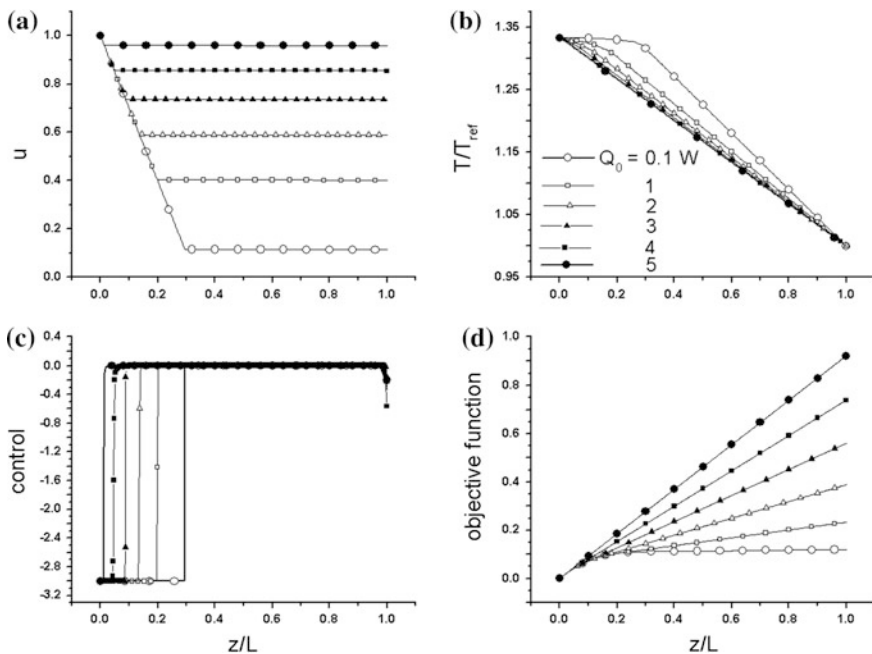 (a)
1.0
0.8
0.6
0.4
0.2
0.0
u
0.0 0.2 0.4 0.6 0.8 1.0
(b)
1.35
1.25
1.15
1.05
0.95
T/T_ref
Q_0 = 0.1 W
1
2
3
4
5
0.0 0.2 0.4 0.6 0.8 1.0
(c)
0.4
0.0
-0.4
-0.8
-1.2
-1.6
-2.0
-2.4
-2.8
-3.2
control
0.0 0.2 0.4 0.6 0.8 1.0
z/L
(d)
1.0
0.8
0.6
0.4
0.2
0.0
objective function
0.0 0.2 0.4 0.6 0.8 1.0
z/L